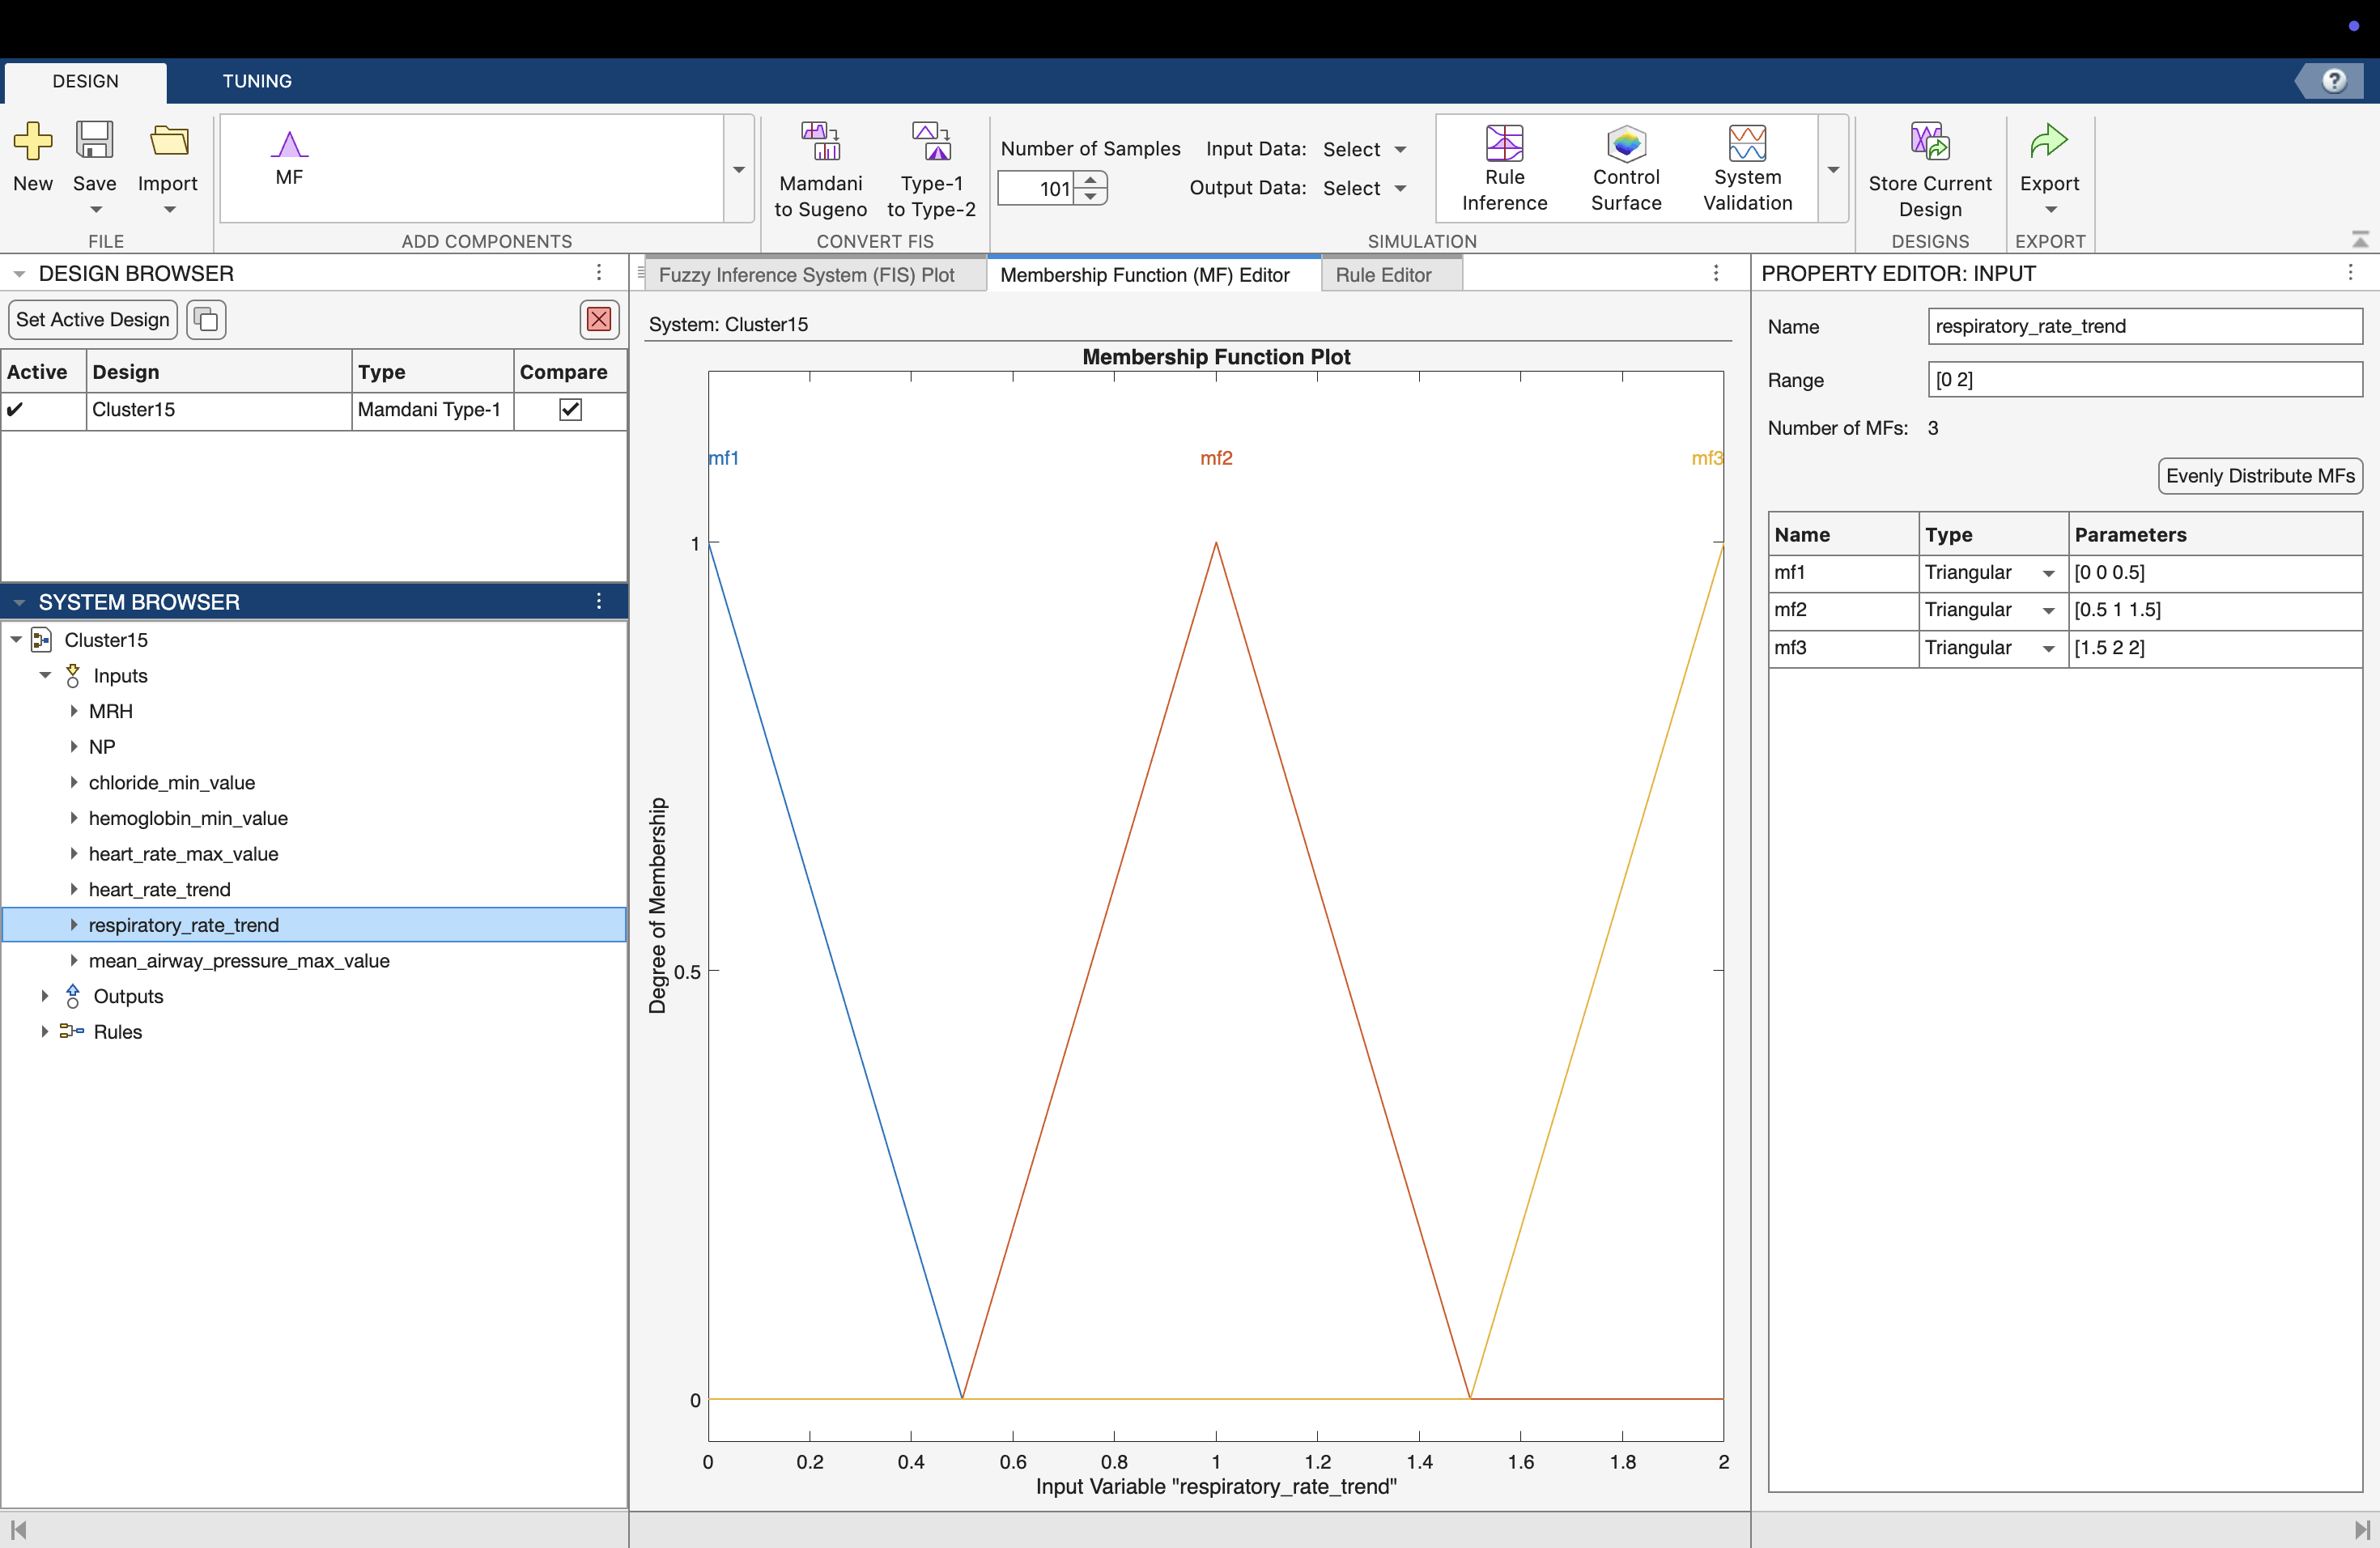 DESIGN
TUNING
New
Save
Import
FILE
MF
ADD COMPONENTS
Mamdani
to Sugeno
Type-1
to Type-2
CONVERT FIS
Number of Samples
101
Input Data: Select
Output Data: Select
Rule
Inference
Control
Surface
System
Validation
SIMULATION
Store Current
Design
DESIGNS
Export
EXPORT
DESIGN BROWSER
Set Active Design
Active Design Type Compare
Cluster15 Mamdani Type-1
SYSTEM BROWSER
Cluster15
Inputs
MRH
NP
chloride_min_value
hemoglobin_min_value
heart_rate_max_value
heart_rate_trend
respiratory_rate_trend
mean_airway_pressure_max_value
Outputs
Rules
Fuzzy Inference System (FIS) Plot
Membership Function (MF) Editor
Rule Editor
System: Cluster15
Membership Function Plot
mf1 mf2 mf3
1
0.5
0
Degree of Membership
0 0.2 0.4 0.6 0.8 1 1.2 1.4 1.6 1.8 2
Input Variable "respiratory_rate_trend"
PROPERTY EDITOR: INPUT
Name respiratory_rate_trend
Range [0 2]
Number of MFs: 3
Evenly Distribute MFs
Name Type Parameters
mf1 Triangular [0 0 0.5]
mf2 Triangular [0.5 1 1.5]
mf3 Triangular [1.5 2 2]